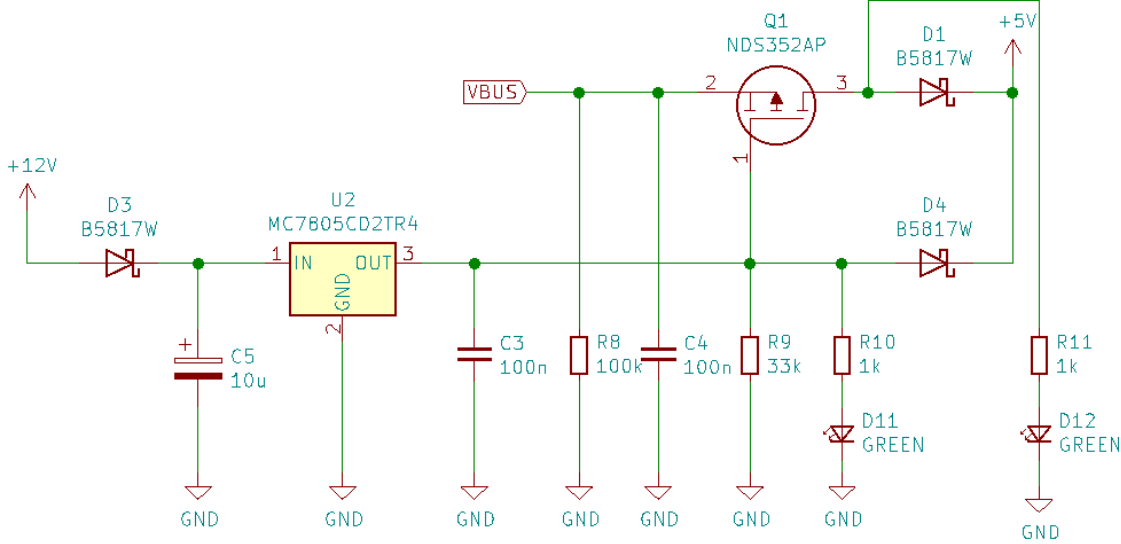 Q1
NDS352AP
D1
B5817W
+5V
VBUS
2
3
1
+12V
D3
B5817W
U2
MC7805CD2TR4
1
IN
OUT
3
GND
2
D4
B5817W
C5
10u
+
C3
100n
R8
100k
C4
100n
R9
33k
R10
1k
R11
1k
D11
GREEN
D12
GREEN
GND
GND
GND
GND
GND
GND
GND
GND